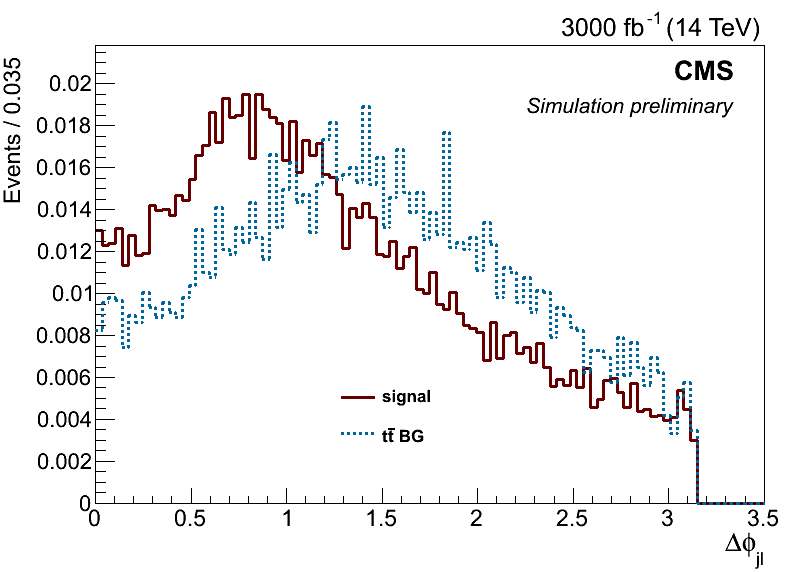 3000 fb⁻¹ (14 TeV)
CMS
Simulation preliminary
Events / 0.035
0.02
0.018
0.016
0.014
0.012
0.01
0.008
0.006
0.004
0.002
0
signal
tt̄ BG
0 0.5 1 1.5 2 2.5 3 3.5
Δϕjl